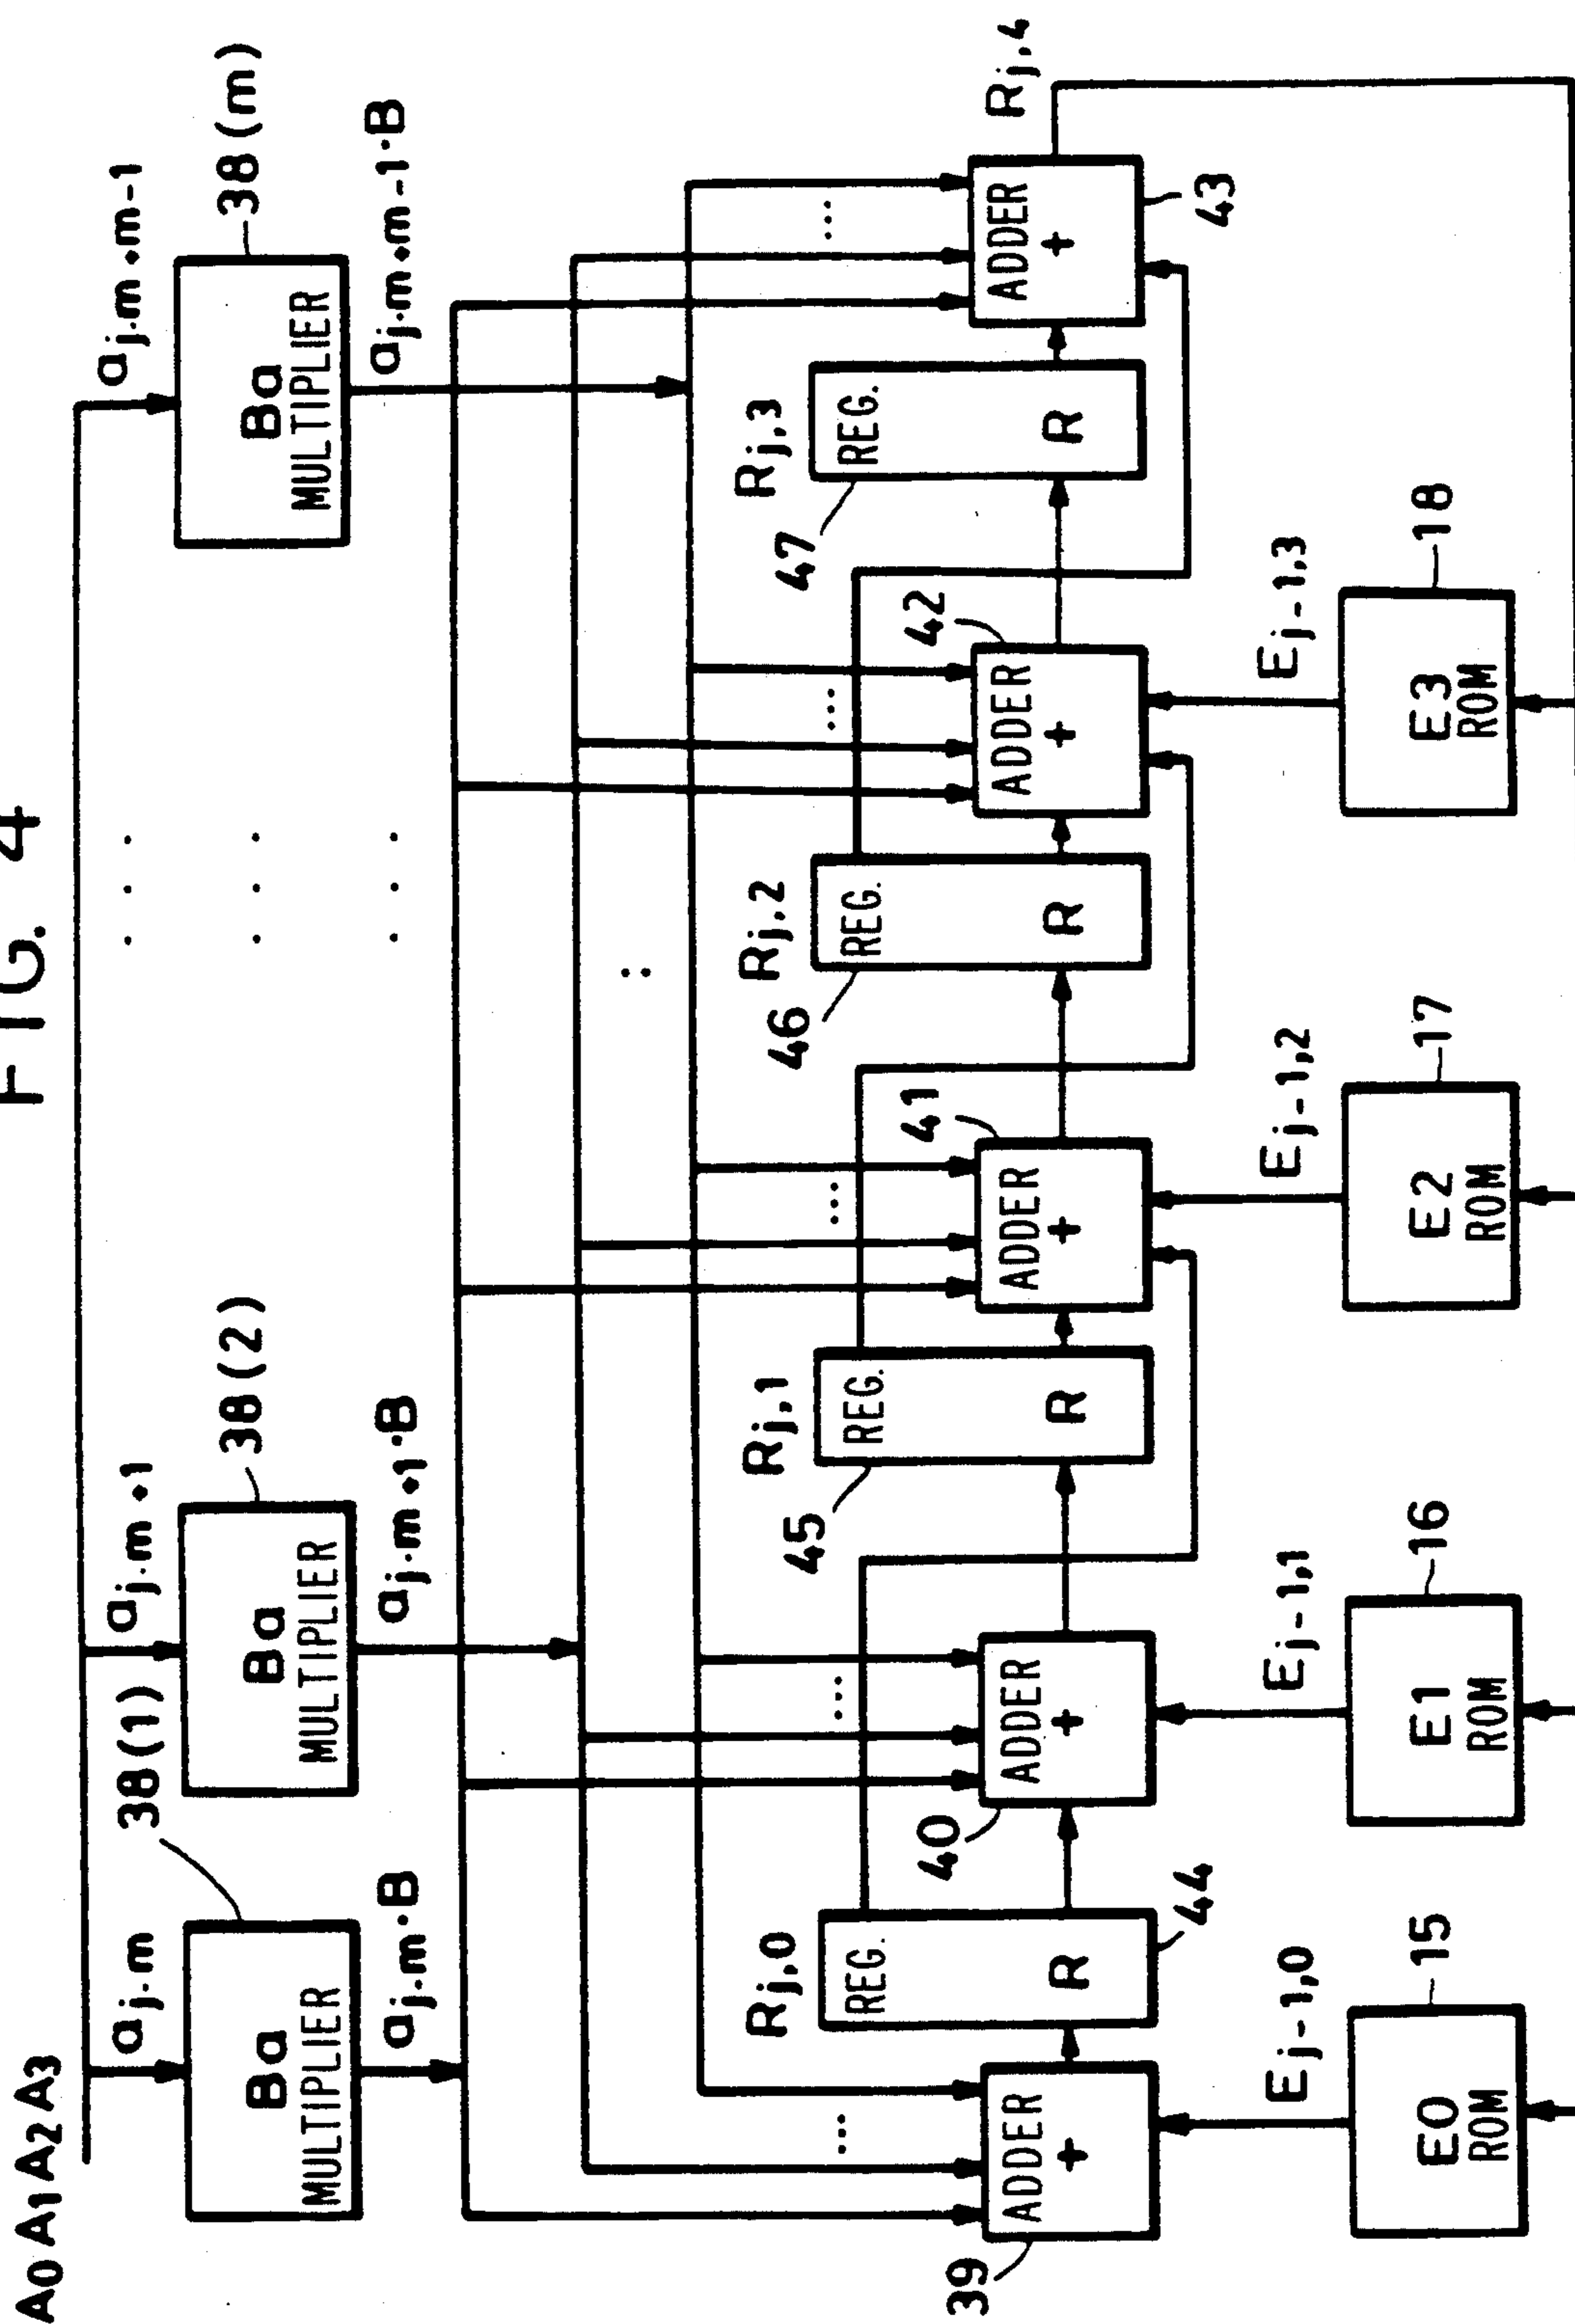 FIG. 4
A0 A1 A2 A3
aj·m
aj·m+1
aj·m+m-1
38(1)
38(2)
38(m)
Ba
MULTIPLIER
Ba
MULTIPLIER
Ba
MULTIPLIER
aj·m·B
aj·m+1·B
aj·m+m-1·B
... 
...
...
:
Rj,0
Rj,1
Rj,2
Rj,3
Rj,4
REG.
R
REG.
R
REG.
R
REG.
R
44
45
46
47
...
...
...
...
...
39
40
41
42
43
ADDER
+
ADDER
+
ADDER
+
ADDER
+
ADDER
+
Ej-1,0
Ej-1,1
Ej-1,2
Ej-1,3
15
16
17
18
E0
ROM
E1
ROM
E2
ROM
E3
ROM